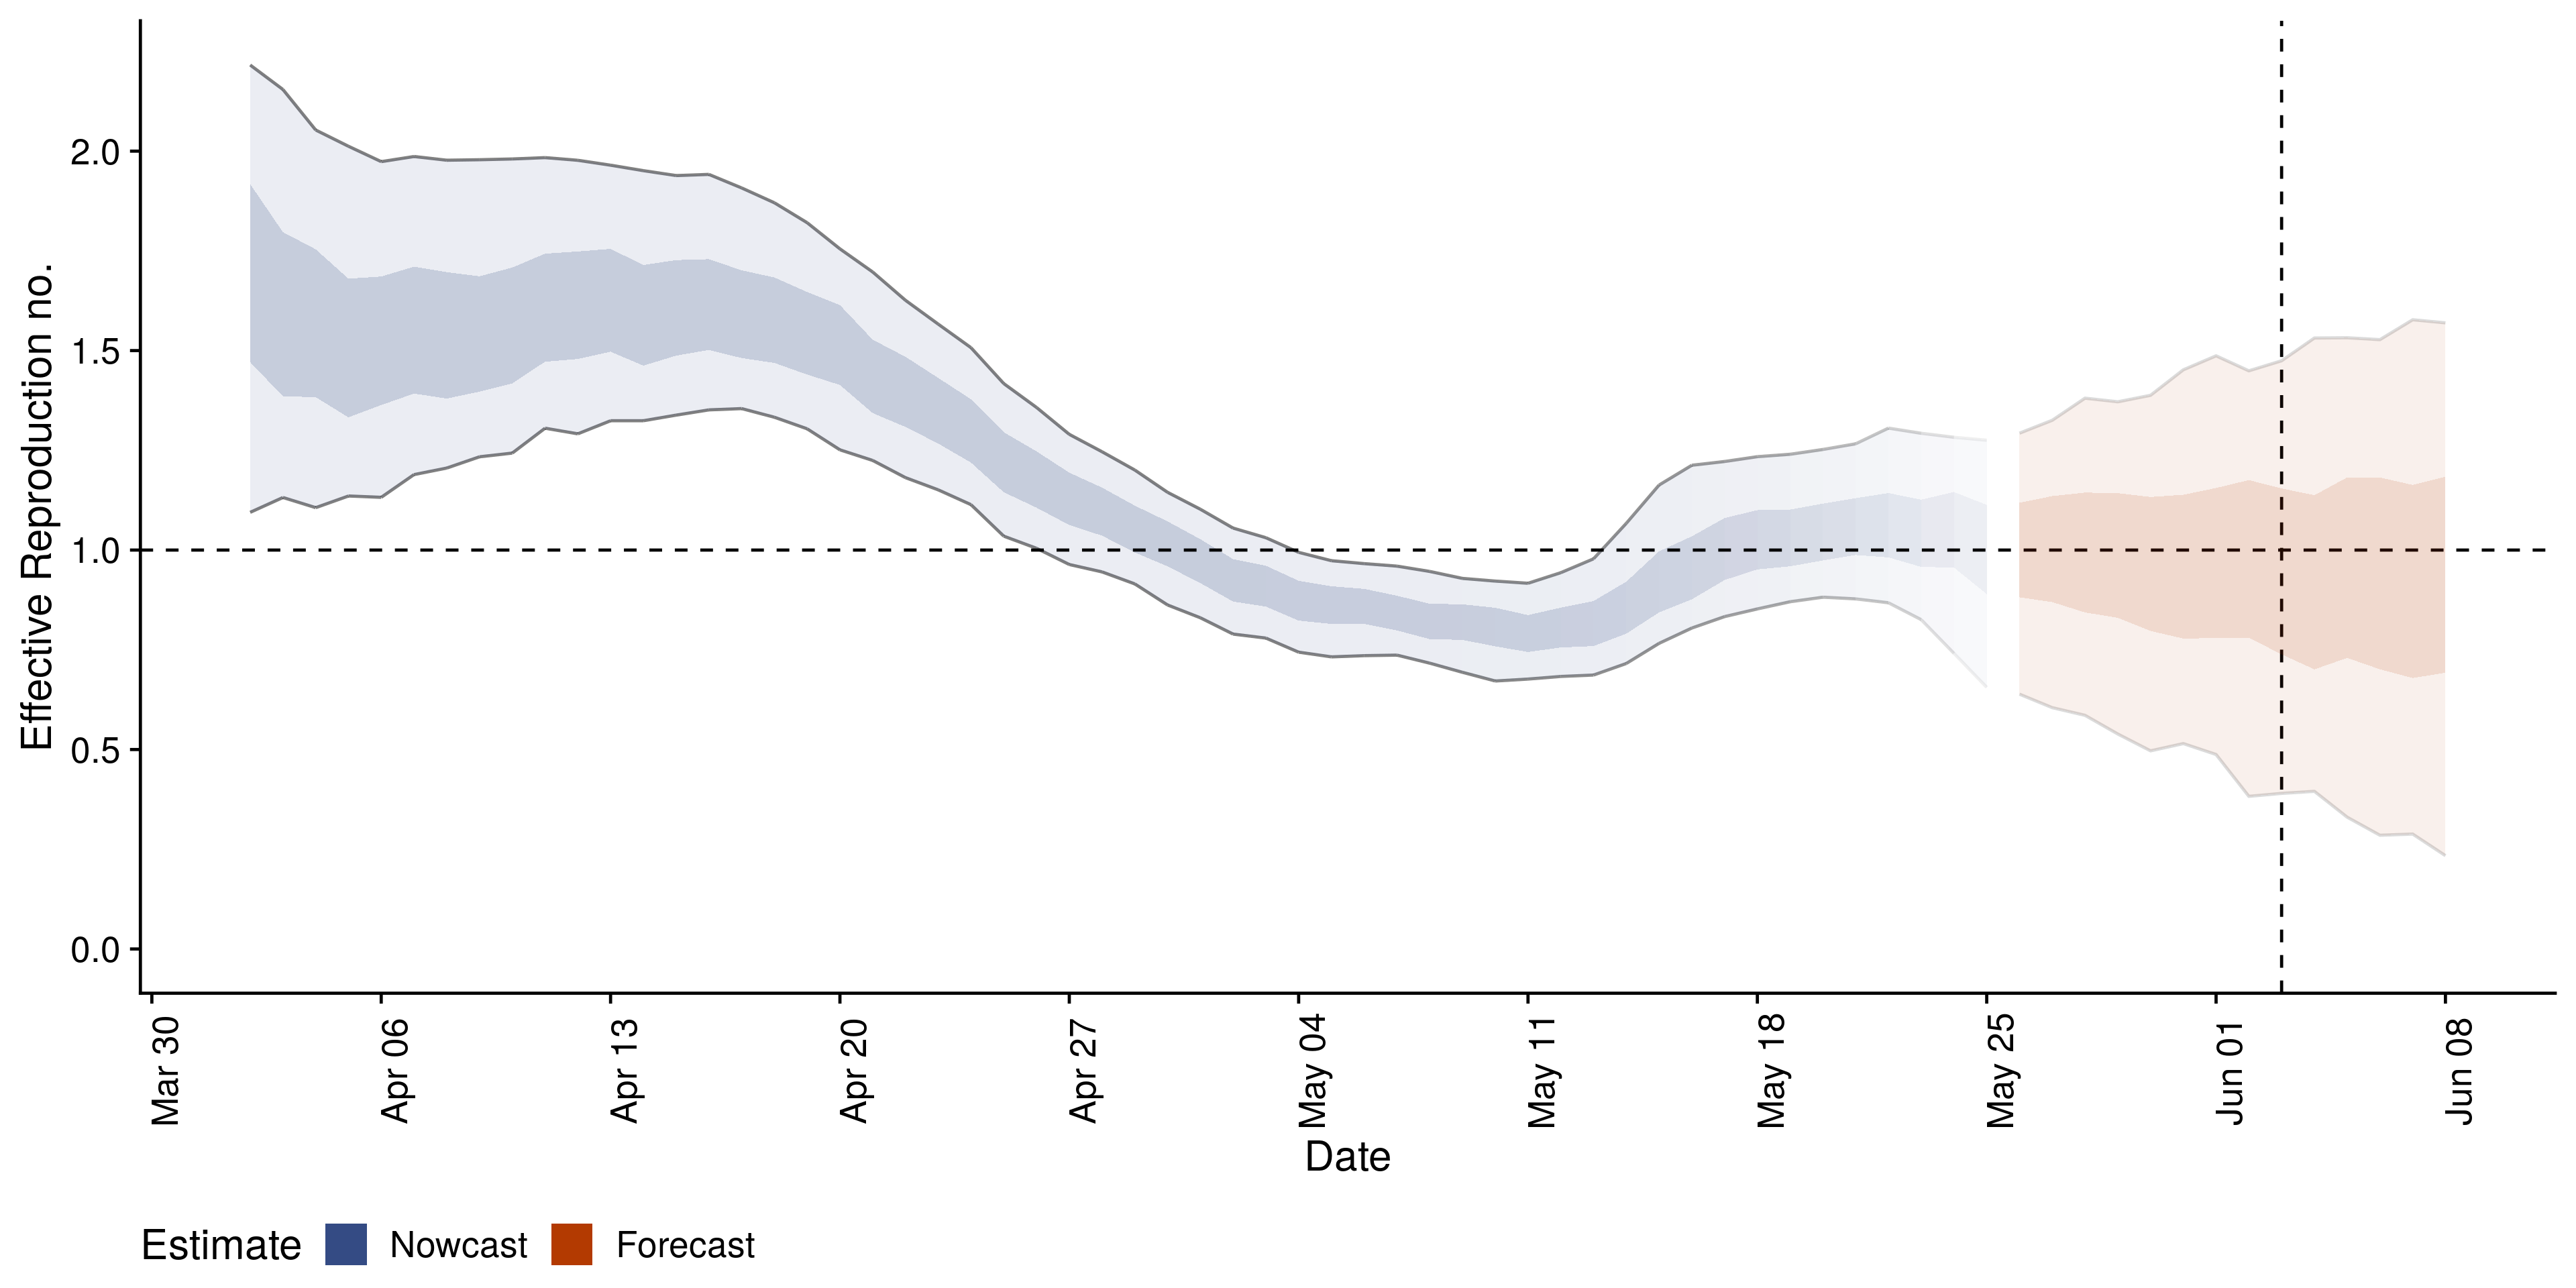 Effective Reproduction no.
2.0
1.5
1.0
0.5
0.0
Mar 30
Apr 06
Apr 13
Apr 20
Apr 27
May 04
May 11
May 18
May 25
Jun 01
Jun 08
Date
Estimate Nowcast Forecast